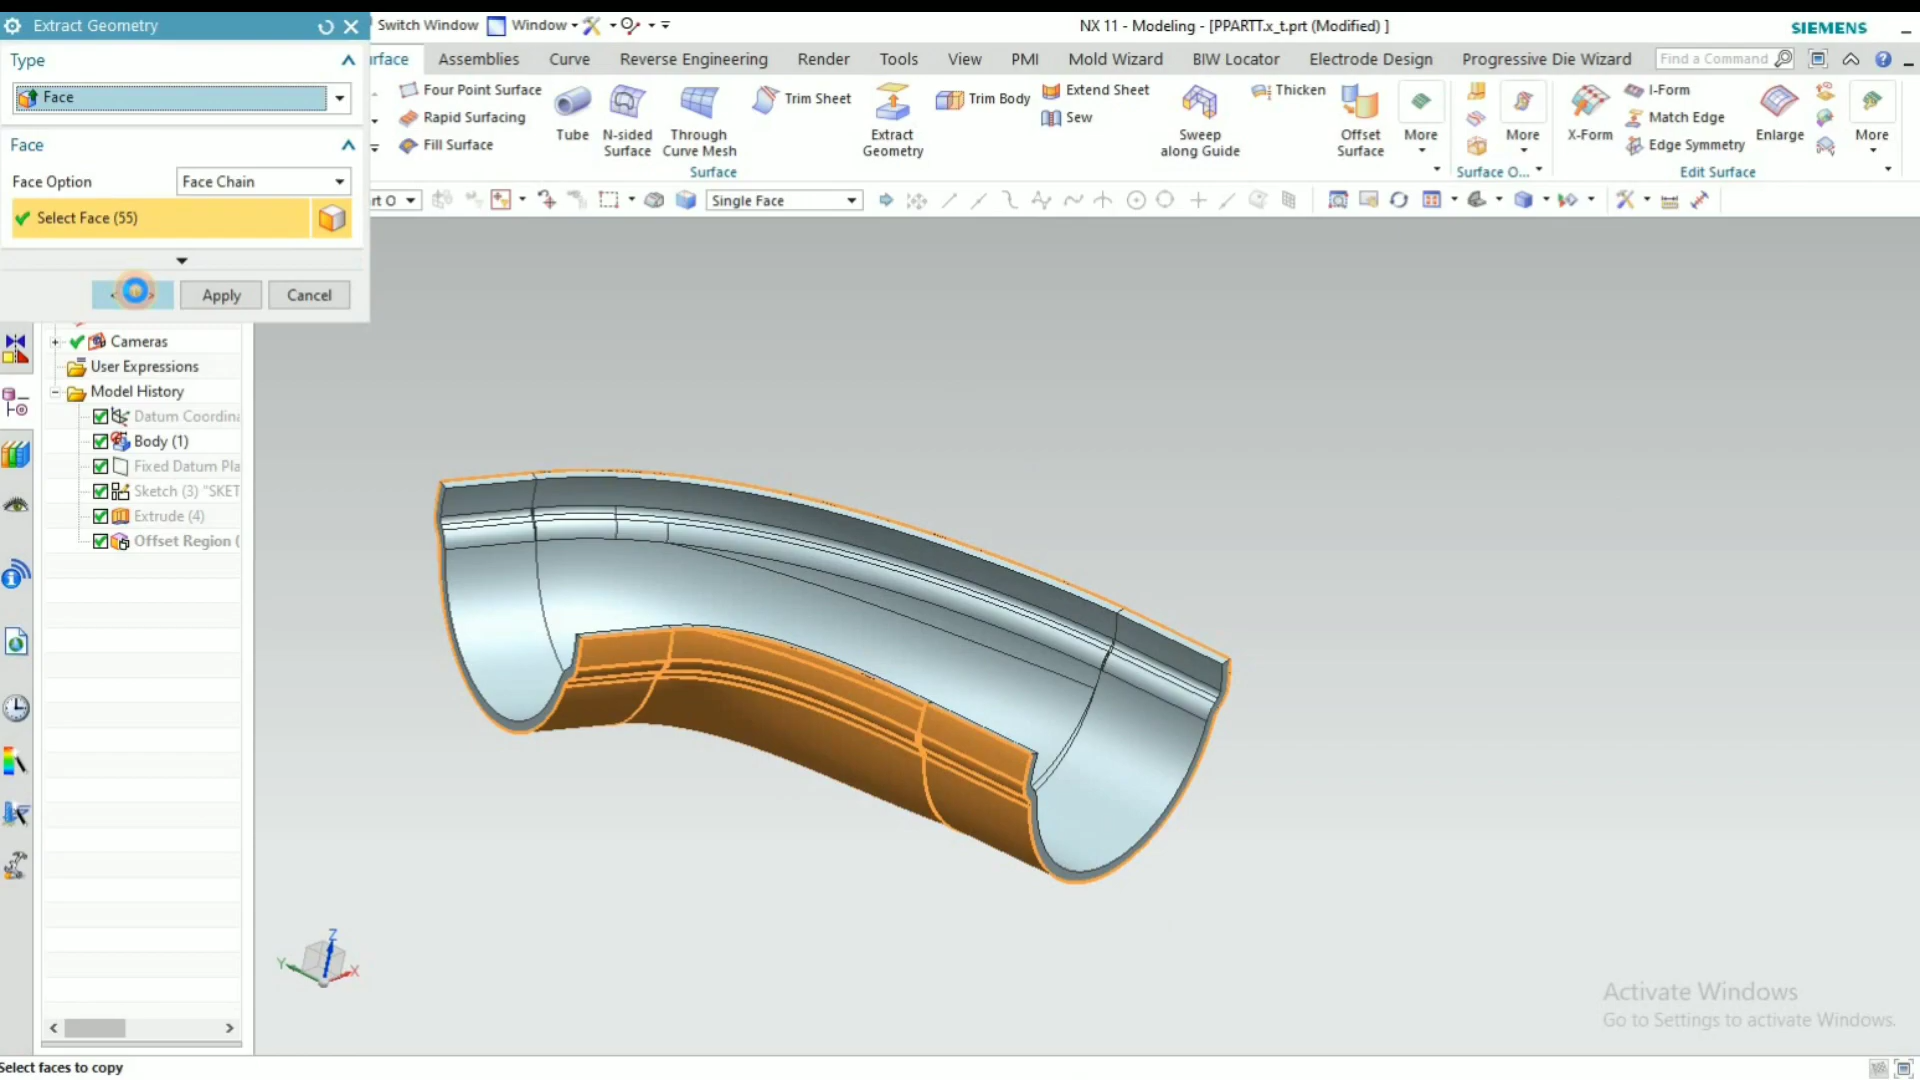 Extract Geometry
Switch Window
Window
NX 11 - Modeling - [PPARTT.x_t.prt (Modified) ]
SIEMENS
Type
Face
Face
Face Option
Face Chain
Select Face (55)
Apply
Cancel
rface
Assemblies
Curve
Reverse Engineering
Render
Tools
View
PMI
Mold Wizard
BIW Locator
Electrode Design
Progressive Die Wizard
Find a Command
Four Point Surface
Rapid Surfacing
Fill Surface
Tube
N-sided
Surface
Through
Curve Mesh
Trim Sheet
Extract
Geometry
Trim Body
Extend Sheet
Sew
Sweep
along Guide
Thicken
Offset
Surface
More
More
X-Form
I-Form
Match Edge
Edge Symmetry
Enlarge
More
Surface
Surface O...
Edit Surface
rt O
Single Face
Cameras
User Expressions
Model History
Datum Coordina
Body (1)
Fixed Datum Pla
Sketch (3) "SKET
Extrude (4)
Offset Region (
Z
Y
X
Activate Windows
Go to Settings to activate Windows.
Select faces to copy